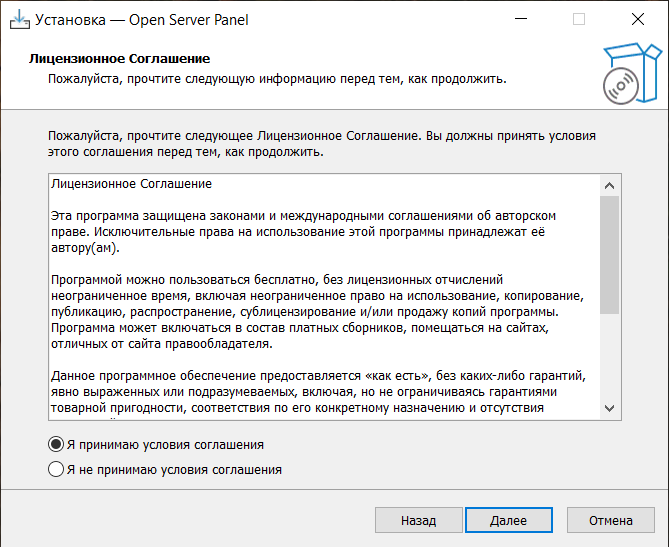 Установка — Open Server Panel
Лицензионное Соглашение
Пожалуйста, прочтите следующую информацию перед тем, как продолжить.
Пожалуйста, прочтите следующее Лицензионное Соглашение. Вы должны принять условия
этого соглашения перед тем, как продолжить.
Лицензионное Соглашение
Эта программа защищена законами и международными соглашениями об авторском
праве. Исключительные права на использование этой программы принадлежат её
автору(ам).
Программой можно пользоваться бесплатно, без лицензионных отчислений
неограниченное время, включая неограниченное право на использование, копирование,
публикацию, распространение, сублицензирование и/или продажу копий программы.
Программа может включаться в состав платных сборников, помещаться на сайтах,
отличных от сайта правообладателя.
Данное программное обеспечение предоставляется «как есть», без каких-либо гарантий,
явно выраженных или подразумеваемых, включая, но не ограничиваясь гарантиями
товарной пригодности, соответствия по его конкретному назначению и отсутствия
Я принимаю условия соглашения
Я не принимаю условия соглашения
Назад
Далее
Отмена